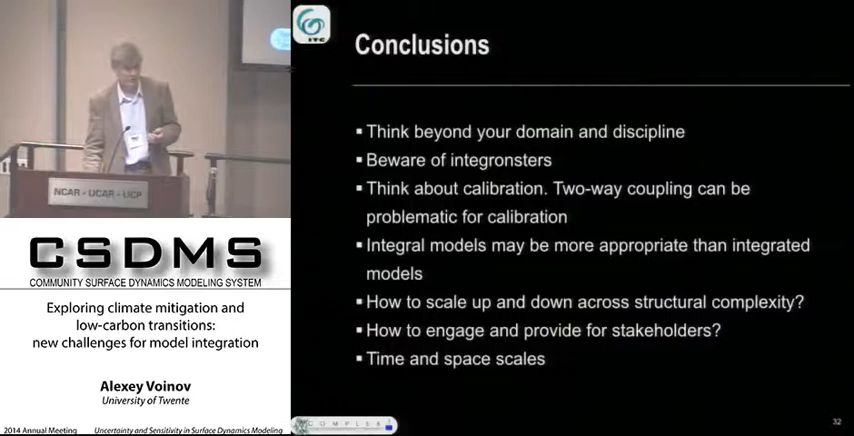 iTC
Conclusions
▪ Think beyond your domain and discipline
▪ Beware of integronsters
▪ Think about calibration. Two-way coupling can be
problematic for calibration
▪ Integral models may be more appropriate than integrated
models
▪ How to scale up and down across structural complexity?
▪ How to engage and provide for stakeholders?
▪ Time and space scales
32
NCAR - UCAR - UCP
CSDMS
COMMUNITY SURFACE DYNAMICS MODELING SYSTEM
Exploring climate mitigation and
low-carbon transitions:
new challenges for model integration
Alexey Voinov
University of Twente
2014 Annual Meeting
Uncertainty and Sensitivity in Surface Dynamics Modeling